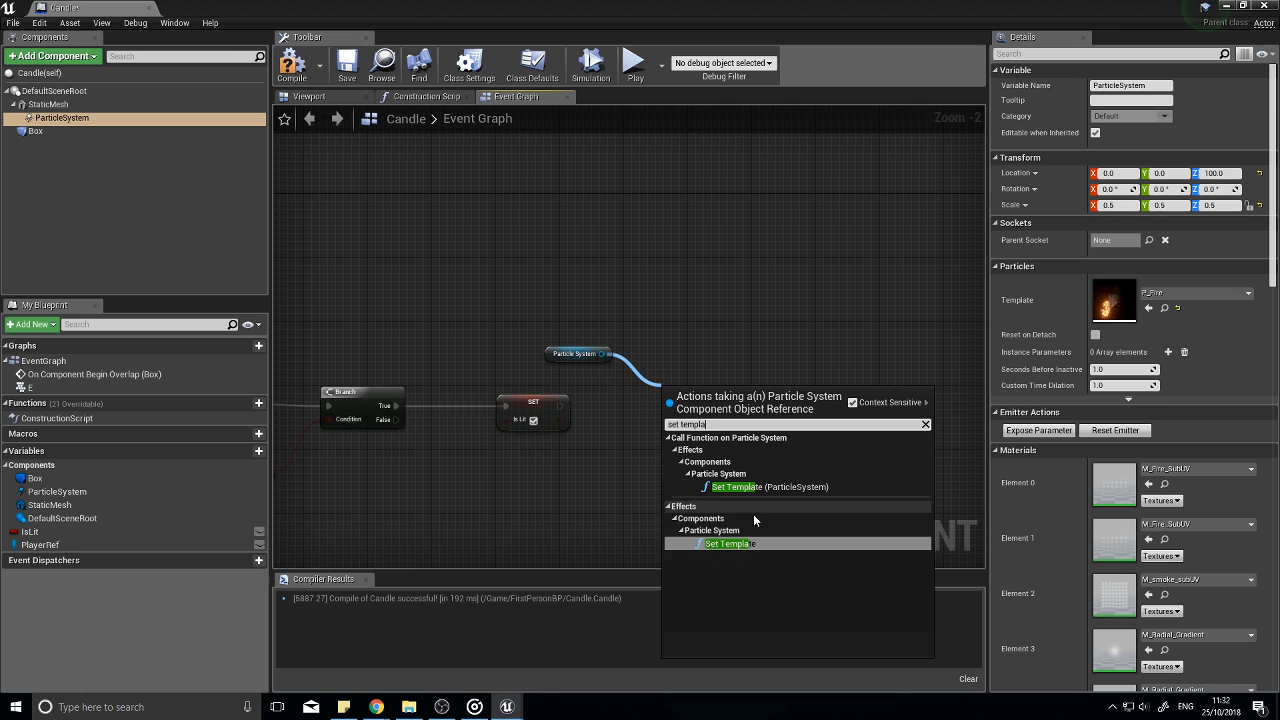 Candle*
File Edit Asset View Debug Window Help
Parent class: Actor
Components
+ Add Component
Search
Candle(self)
DefaultSceneRoot
StaticMesh
ParticleSystem
Box
My Blueprint
+ Add New
Search
Graphs
EventGraph
On Component Begin Overlap (Box)
E
Functions (21 Overridable)
ConstructionScript
Macros
Variables
Components
Box
ParticleSystem
StaticMesh
DefaultSceneRoot
IsLit
PlayerRef
Event Dispatchers
Toolbar
Compile
Save
Browse
Find
Class Settings
Class Defaults
Simulation
Play
No debug object selected
Debug Filter
Viewport
Construction Scrip
Event Graph
Candle > Event Graph
Zoom -2
Particle System
Branch
True
Condition
False
SET
Is Lit
Actions taking a(n) Particle System
Component Object Reference
Context Sensitive
set templa
Call Function on Particle System
Effects
Components
Particle System
Set Template (ParticleSystem)
Effects
Components
Particle System
Set Template
NT
Compiler Results
[5887.27] Compile of Candle successful! [in 192 ms] (/Game/FirstPersonBP/Candle.Candle)
Clear
Details
Search
Variable
Variable Name ParticleSystem
Tooltip
Category Default
Editable when Inherited
Transform
Location X 0.0 Y 0.0 Z 100.0
Rotation X 0.0 ° Y 0.0 ° Z 0.0 °
Scale X 0.5 Y 0.5 Z 0.5
Sockets
Parent Socket None
Particles
Template P_Fire
Reset on Detach
Instance Parameters 0 Array elements
Seconds Before Inactive 1.0
Custom Time Dilation 1.0
Emitter Actions
Expose Parameter Reset Emitter
Materials
Element 0 M_Fire_SubUV
Textures
Element 1 M_Fire_SubUV
Textures
Element 2 M_smoke_subUV
Textures
Element 3 M_Radial_Gradient
Textures
M_Radial_Gradient
Type here to search
ENG
11:32
25/10/2018